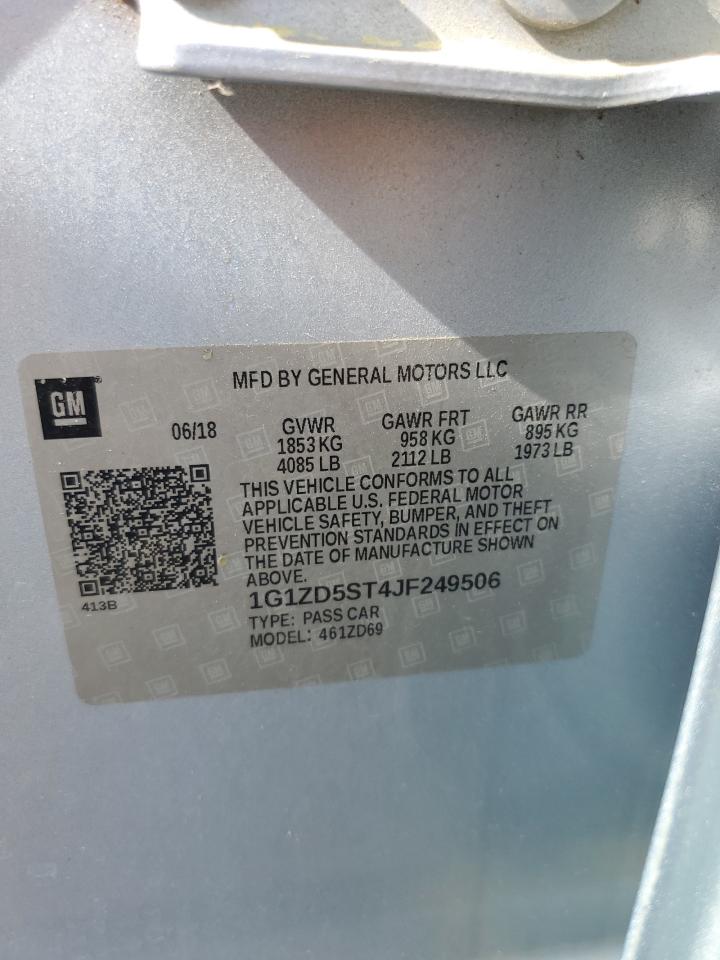 GM
MFD BY GENERAL MOTORS LLC
06/18 GVWR GAWR FRT GAWR RR
1853 KG 958 KG 895 KG
4085 LB 2112 LB 1973 LB
THIS VEHICLE CONFORMS TO ALL
APPLICABLE U.S. FEDERAL MOTOR
VEHICLE SAFETY, BUMPER, AND THEFT
PREVENTION STANDARDS IN EFFECT ON
THE DATE OF MANUFACTURE SHOWN
ABOVE.
413B
1G1ZD5ST4JF249506
TYPE: PASS CAR
MODEL: 461ZD69